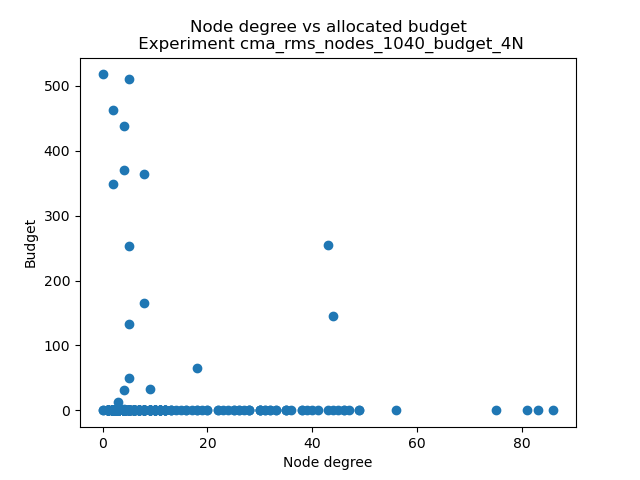 Node degree vs allocated budget
Experiment cma_rms_nodes_1040_budget_4N
500
400
300
200
100
0
Budget
0 20 40 60 80
Node degree